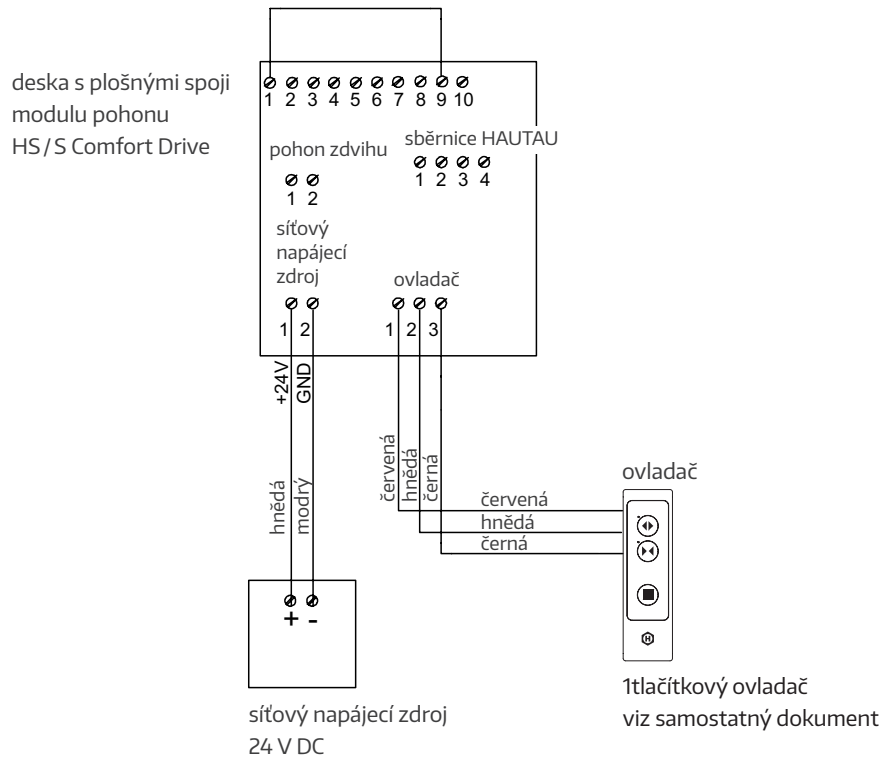 deska s plošnými spoji
modulu pohonu
HS/S Comfort Drive
1 2 3 4 5 6 7 8 9 10
pohon zdvihu
1 2
sběrnice HAUTAU
1 2 3 4
síťový
napájecí
zdroj
1 2
ovladač
1 2 3
+24V
GND
hnědá
modrý
červená
hnědá
černá
červená
hnědá
černá
ovladač
H
+ -
síťový napájecí zdroj
24 V DC
1tlačítkový ovladač
viz samostatný dokument